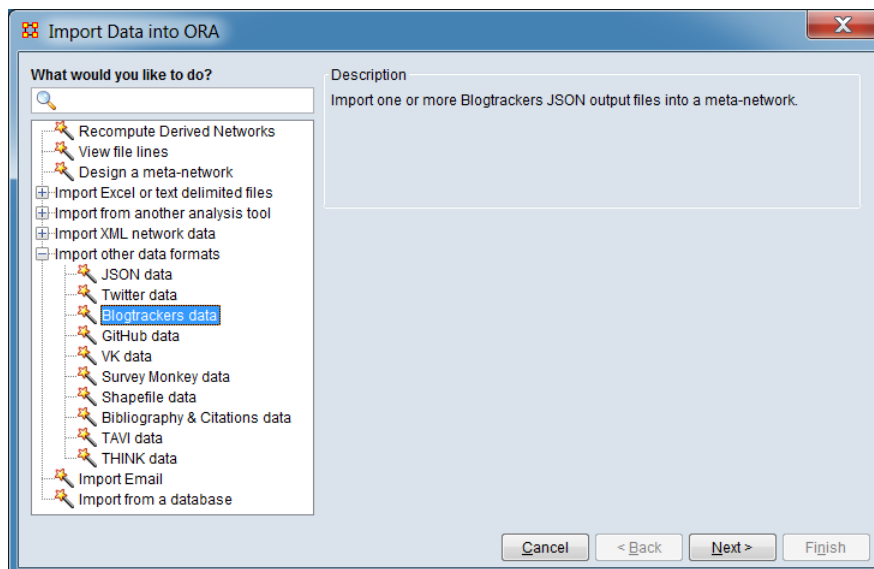 Import Data into ORA
X
What would you like to do?
Recompute Derived Networks
View file lines
Design a meta-network
Import Excel or text delimited files
Import from another analysis tool
Import XML network data
Import other data formats
JSON data
Twitter data
Blogtrackers data
GitHub data
VK data
Survey Monkey data
Shapefile data
Bibliography & Citations data
TAVI data
THINK data
Import Email
Import from a database
Description
Import one or more Blogtrackers JSON output files into a meta-network.
Cancel < Back Next > Finish